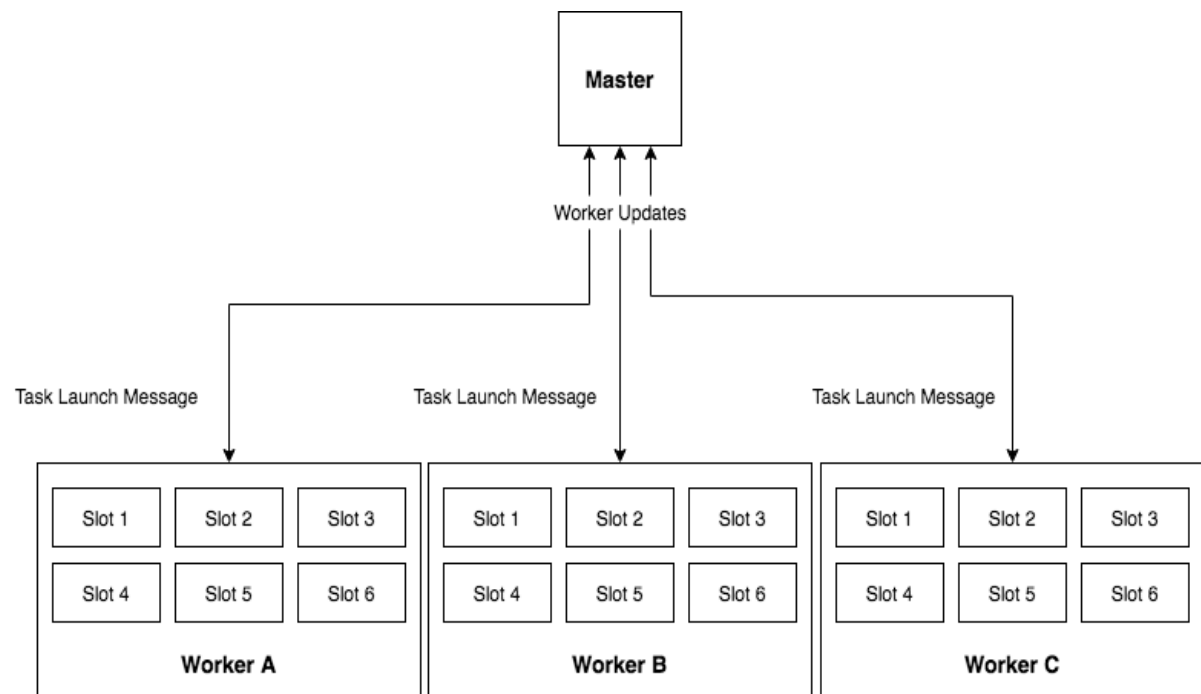 Master
Worker Updates
Task Launch Message Task Launch Message Task Launch Message
Slot 1 Slot 2 Slot 3 Slot 1 Slot 2 Slot 3 Slot 1 Slot 2 Slot 3
Slot 4 Slot 5 Slot 6 Slot 4 Slot 5 Slot 6 Slot 4 Slot 5 Slot 6
Worker A Worker B Worker C